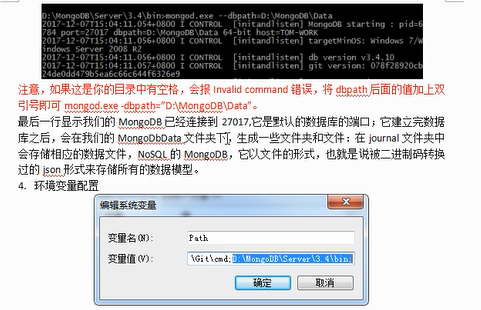 D:\MongoDB\Server\3.4\bin>mongod.exe --dbpath=D:\MongoDB\Data
2017-12-07T15:04:11.054+0800 I CONTROL [initandlisten] MongoDB starting : pid=6
784 port=27017 dbpath=D:\MongoDB\Data 64-bit host=TOM-WORK
2017-12-07T15:04:11.056+0800 I CONTROL [initandlisten] targetMinOS: Windows 7/W
indows Server 2008 R2
2017-12-07T15:04:11.056+0800 I CONTROL [initandlisten] db version v3.4.10
2017-12-07T15:04:11.057+0800 I CONTROL [initandlisten] git version: 078f28920cb
24de0dd479b5ea6c66c644f6326e9
注意，如果这是你的目录中有空格，会报 Invalid command 错误，将 dbpath 后面的值加上双
引号即可 mongod.exe -dbpath="D:\MongoDB\Data"。
最后一行显示我们的 MongoDB 已经连接到 27017,它是默认的数据库的端口；它建立完数据
库之后，会在我们的 MongoDbData 文件夹下，生成一些文件夹和文件：在 journal 文件夹中
会存储相应的数据文件，NoSQL 的 MongoDB，它以文件的形式，也就是说被二进制码转换
过的 json 形式来存储所有的数据模型。
4. 环境变量配置
编辑系统变量
变量名(N): Path
变量值(V): \Git\cmd;D:\MongoDB\Server\3.4\bin;
确定 取消